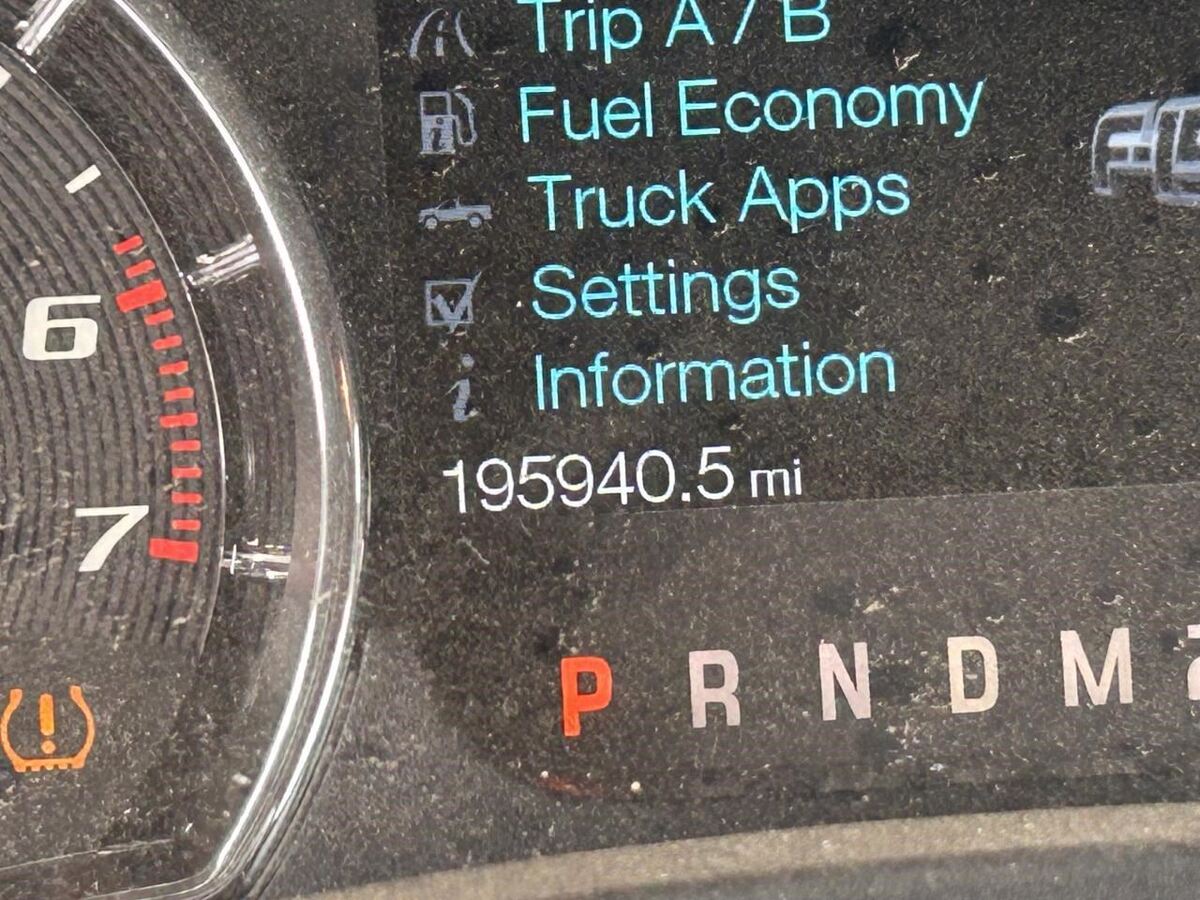 Trip A / B
Fuel Economy
Truck Apps
Settings
Information
195940.5 mi
6
7
P R N D M